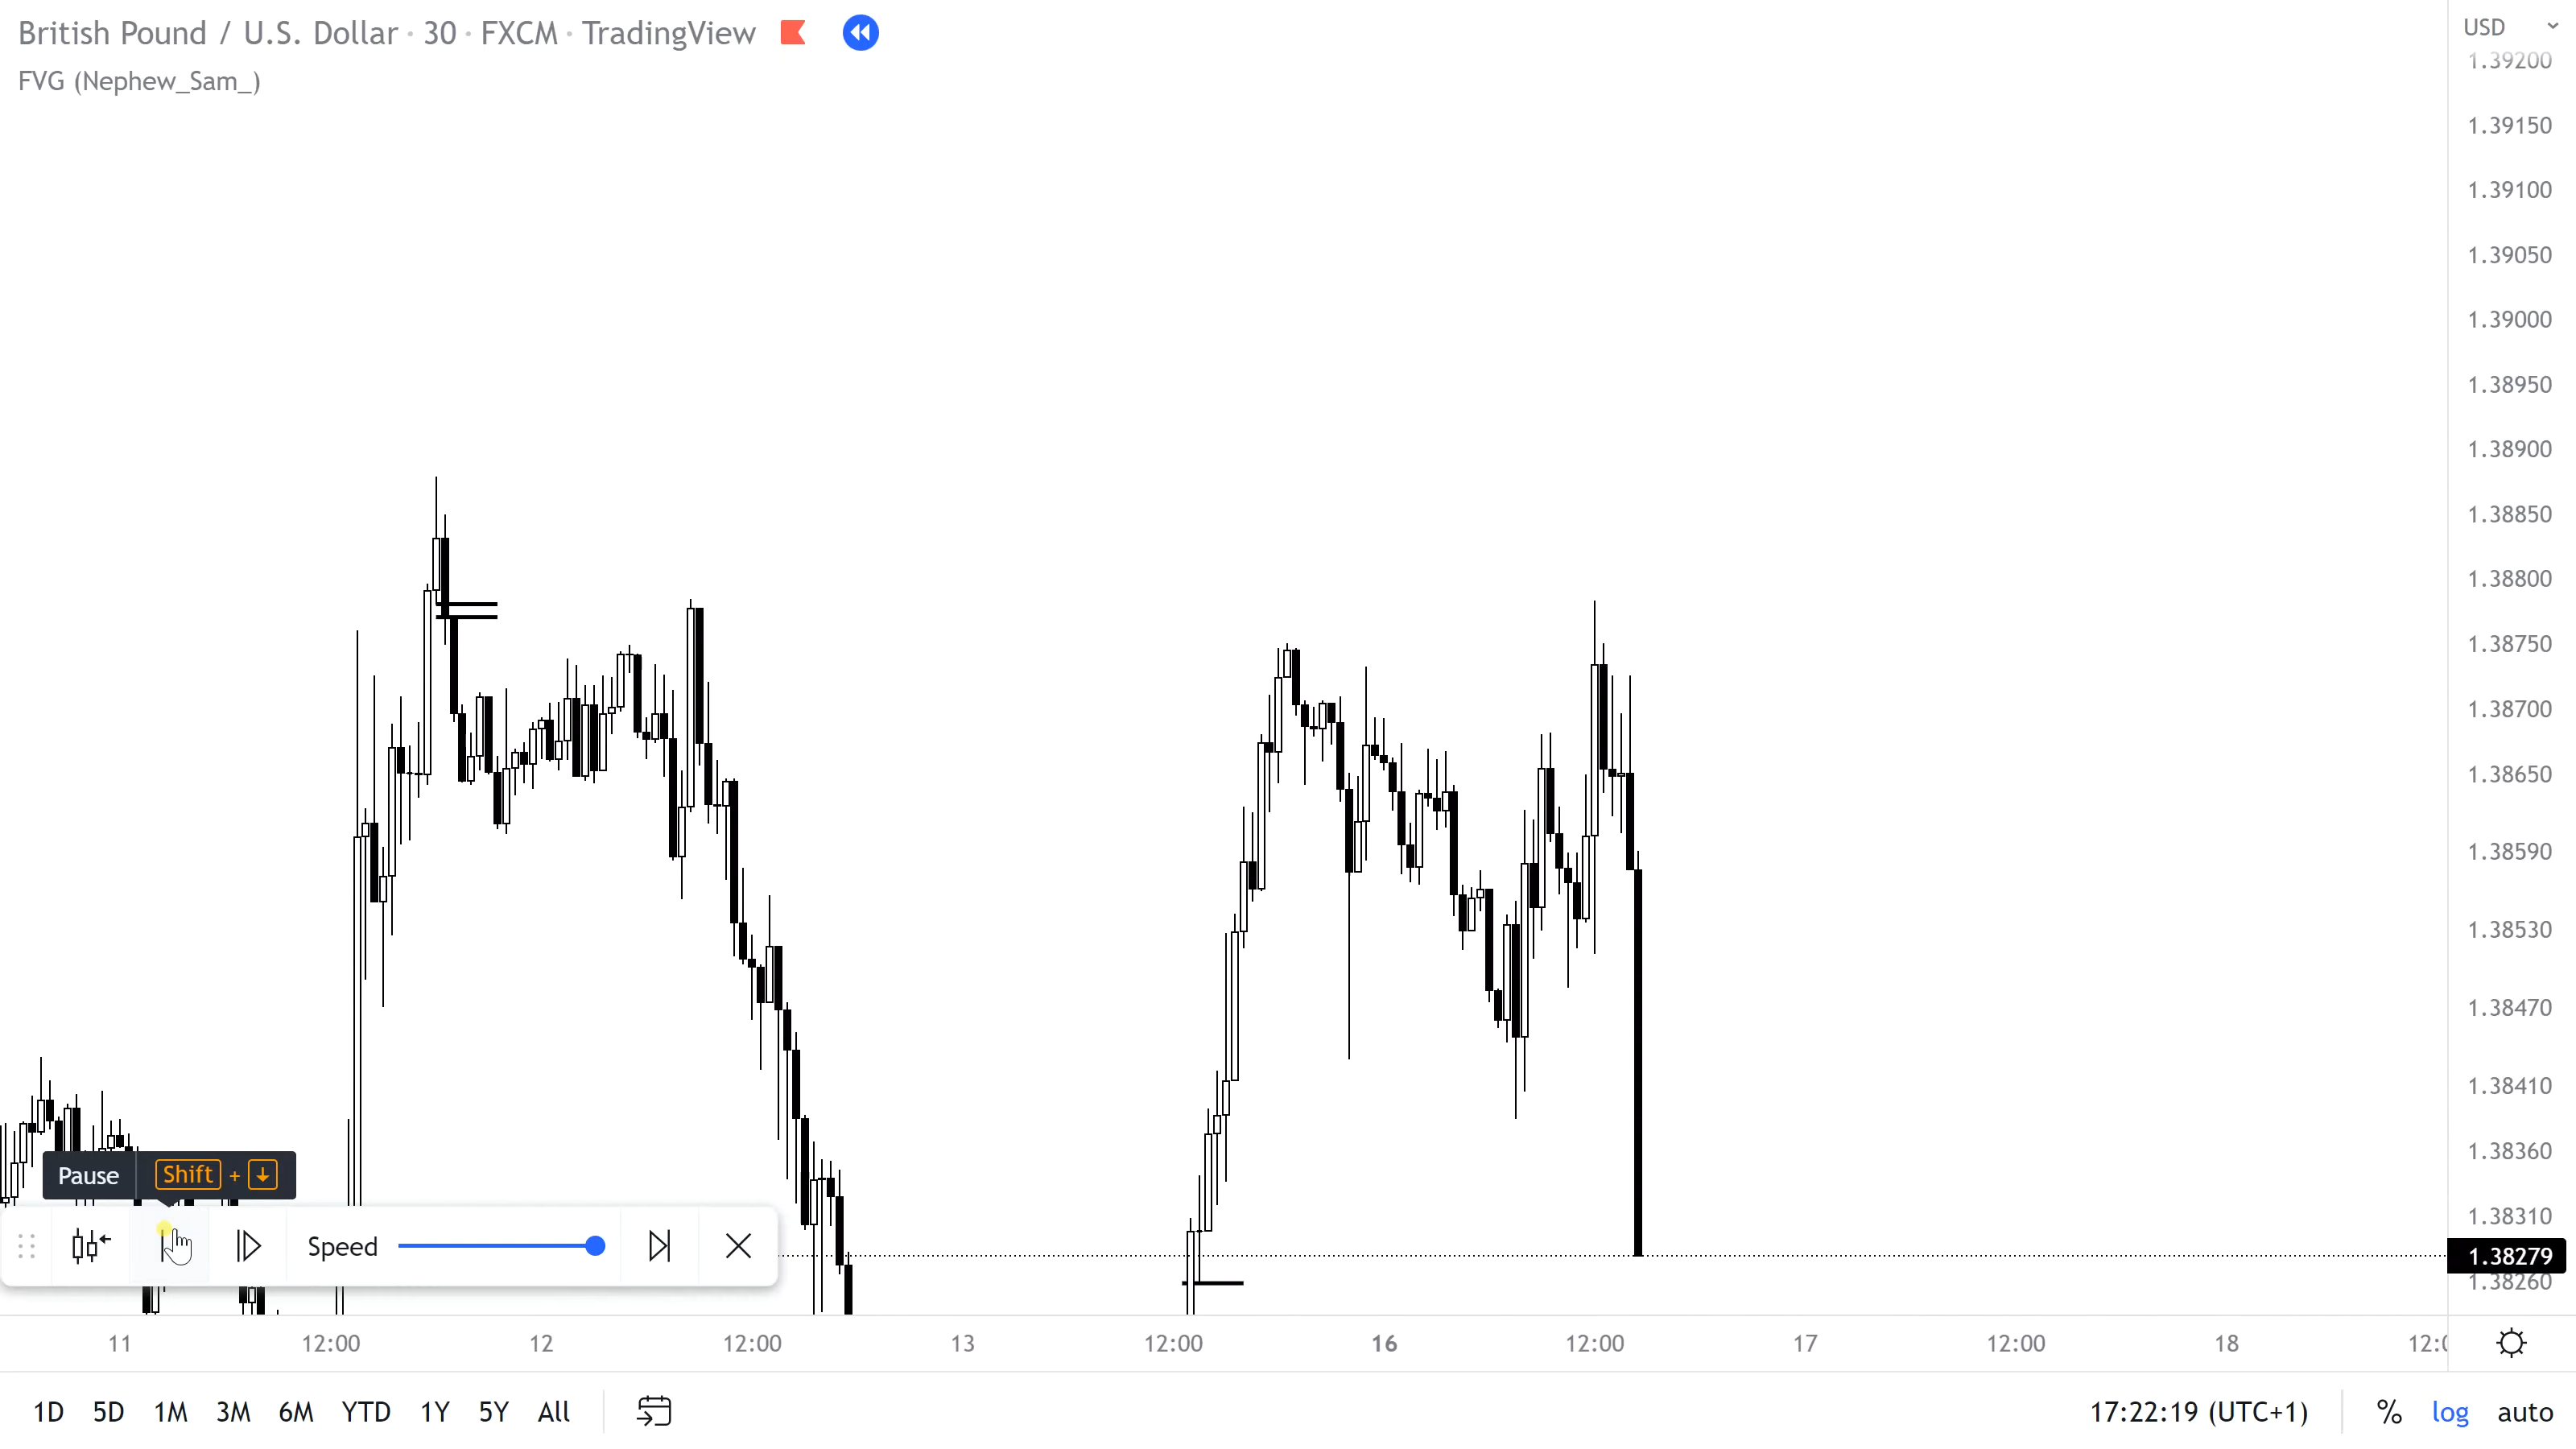 British Pound / U.S. Dollar · 30 · FXCM · TradingView
FVG (Nephew_Sam_)
USD
1.39200
1.39150
1.39100
1.39050
1.39000
1.38950
1.38900
1.38850
1.38800
1.38750
1.38700
1.38650
1.38590
1.38530
1.38470
1.38410
1.38360
1.38310
1.38279
1.38260
Pause Shift + ↓
Speed
11 12:00 12 12:00 13 12:00 16 12:00 17 12:00 18 12:0
1D 5D 1M 3M 6M YTD 1Y 5Y All 17:22:19 (UTC+1) % log auto